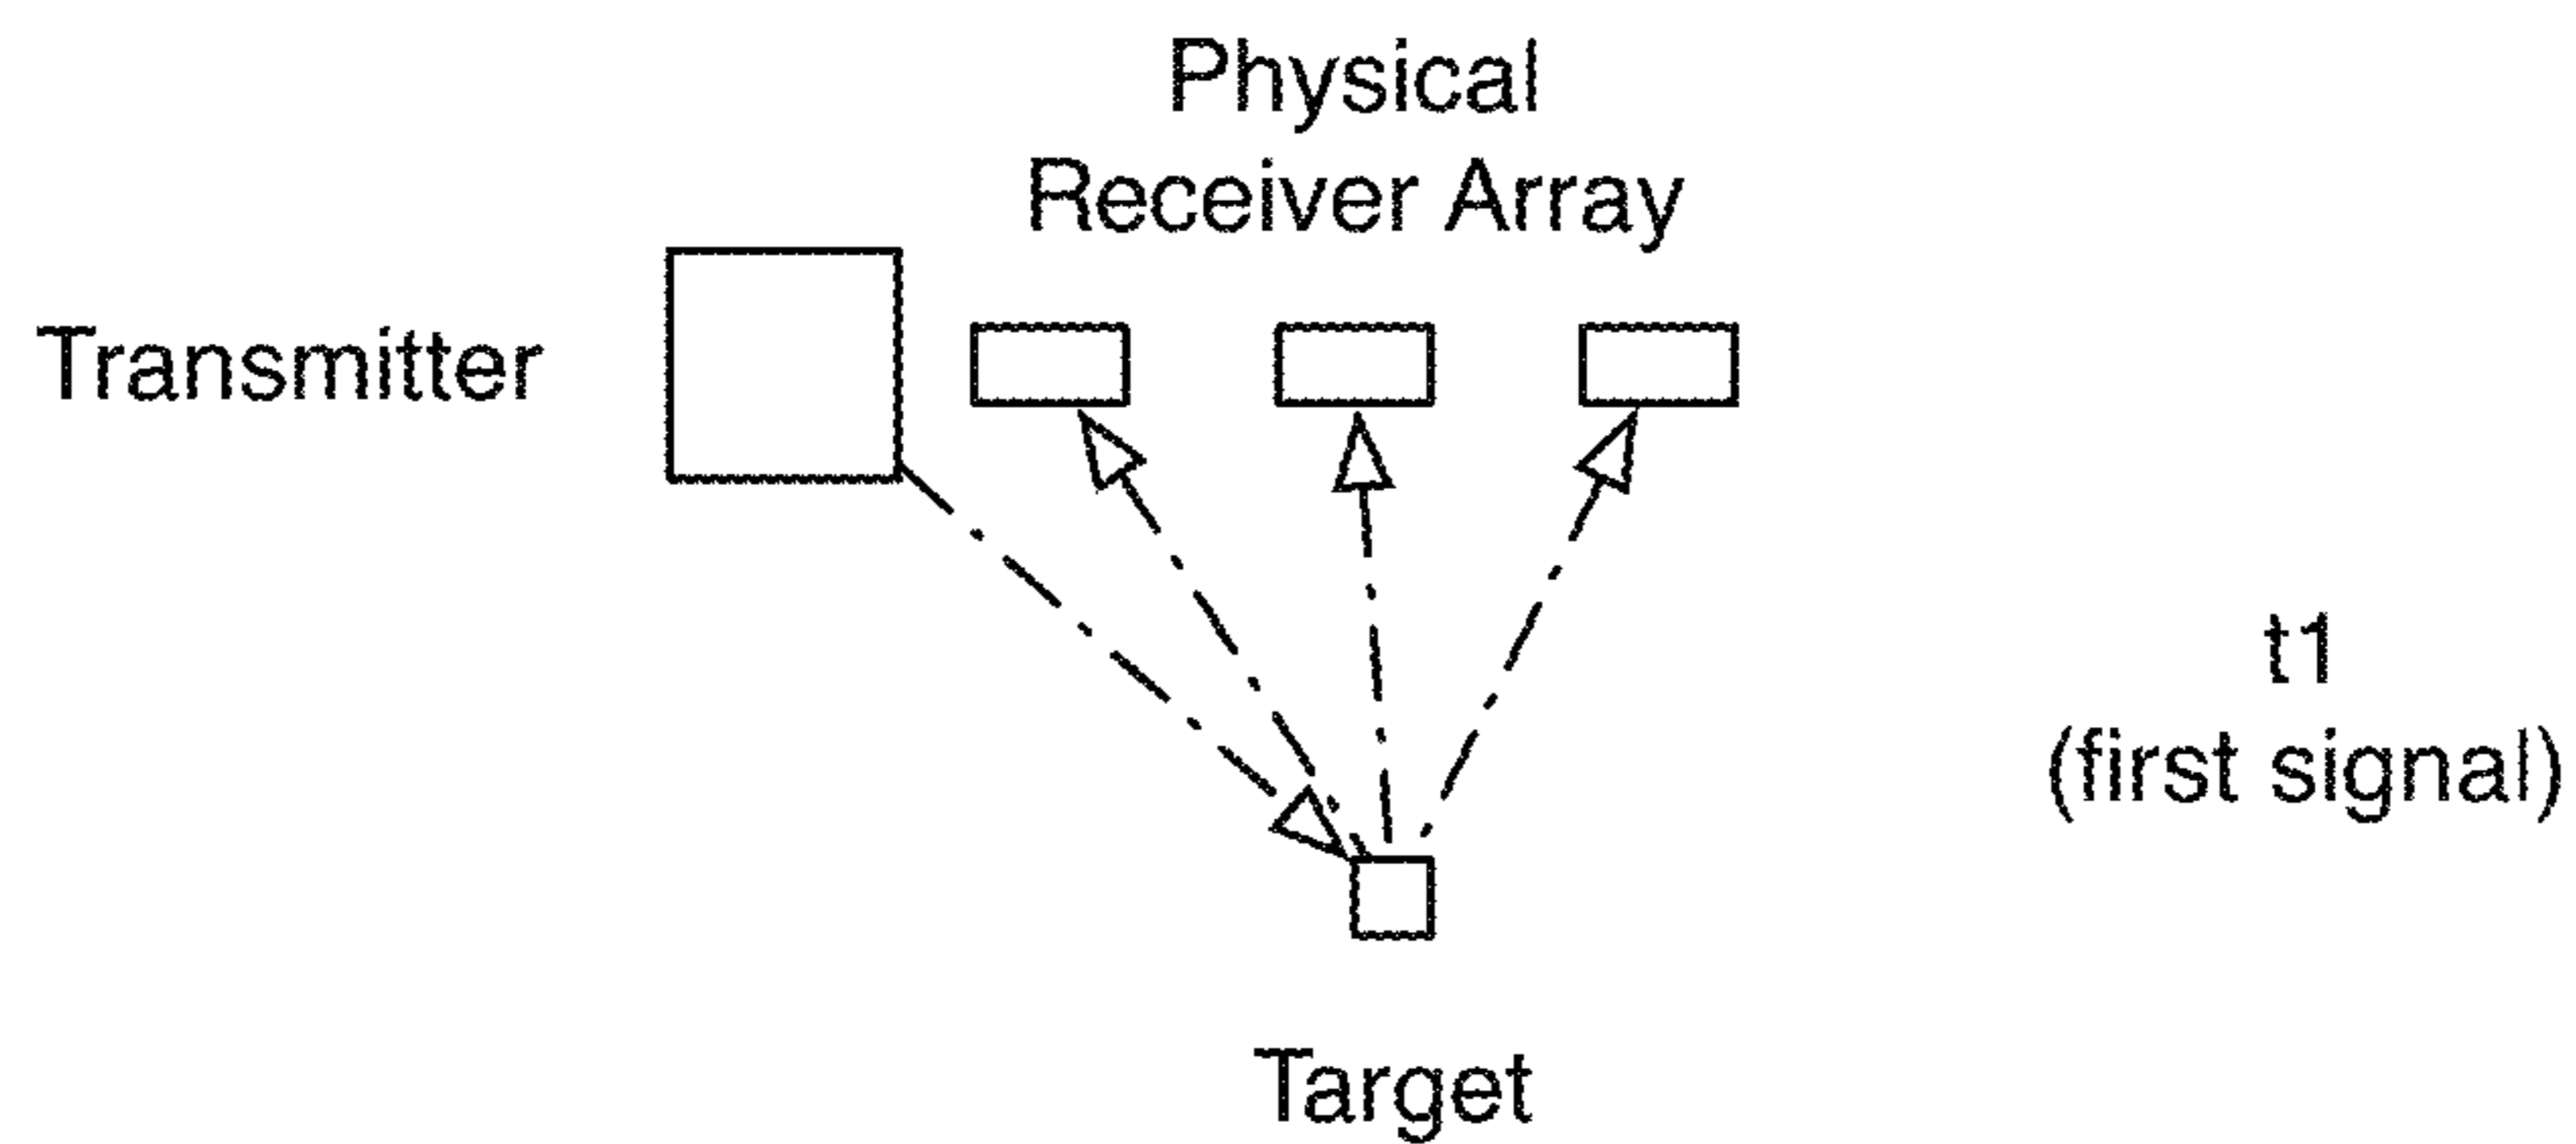 Physical
Receiver Array
Transmitter
t1
(first signal)
Target